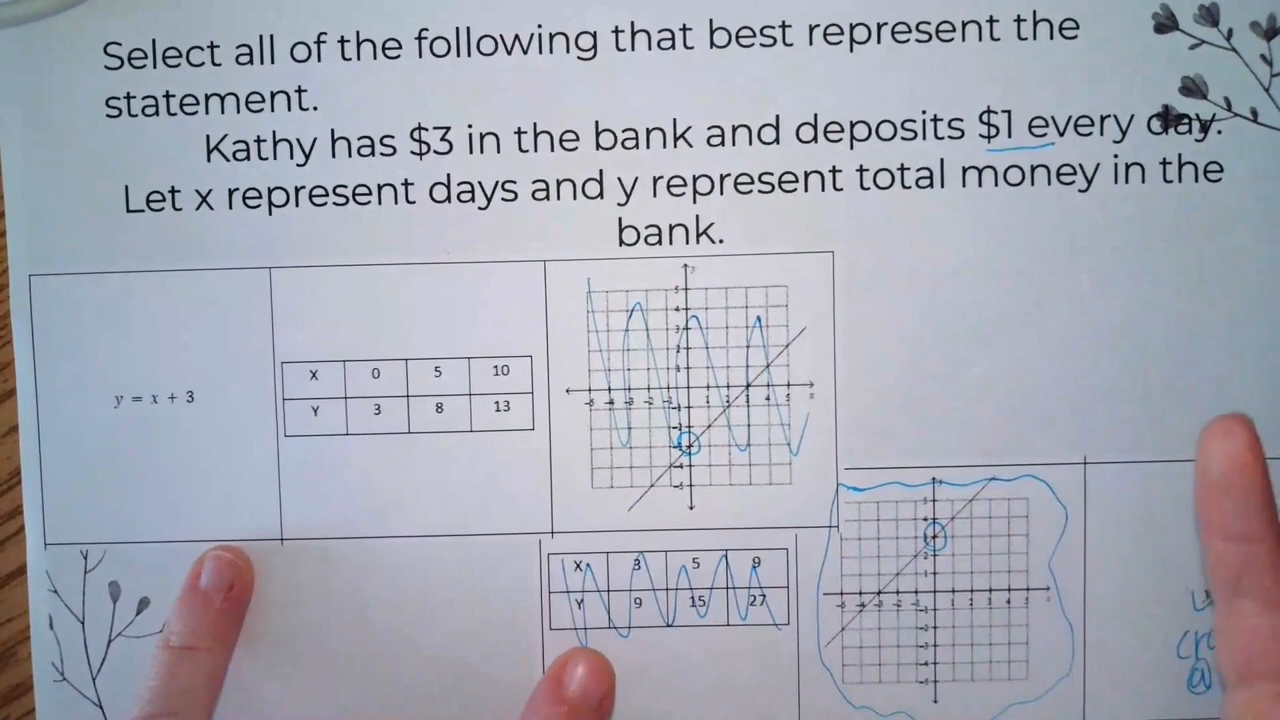 Select all of the following that best represent the
statement.
Kathy has $3 in the bank and deposits $1 every day.
Let x represent days and y represent total money in the
bank.
y = x + 3
X 0 5 10
Y 3 8 13
X 3 5 9
Y 9 15 27